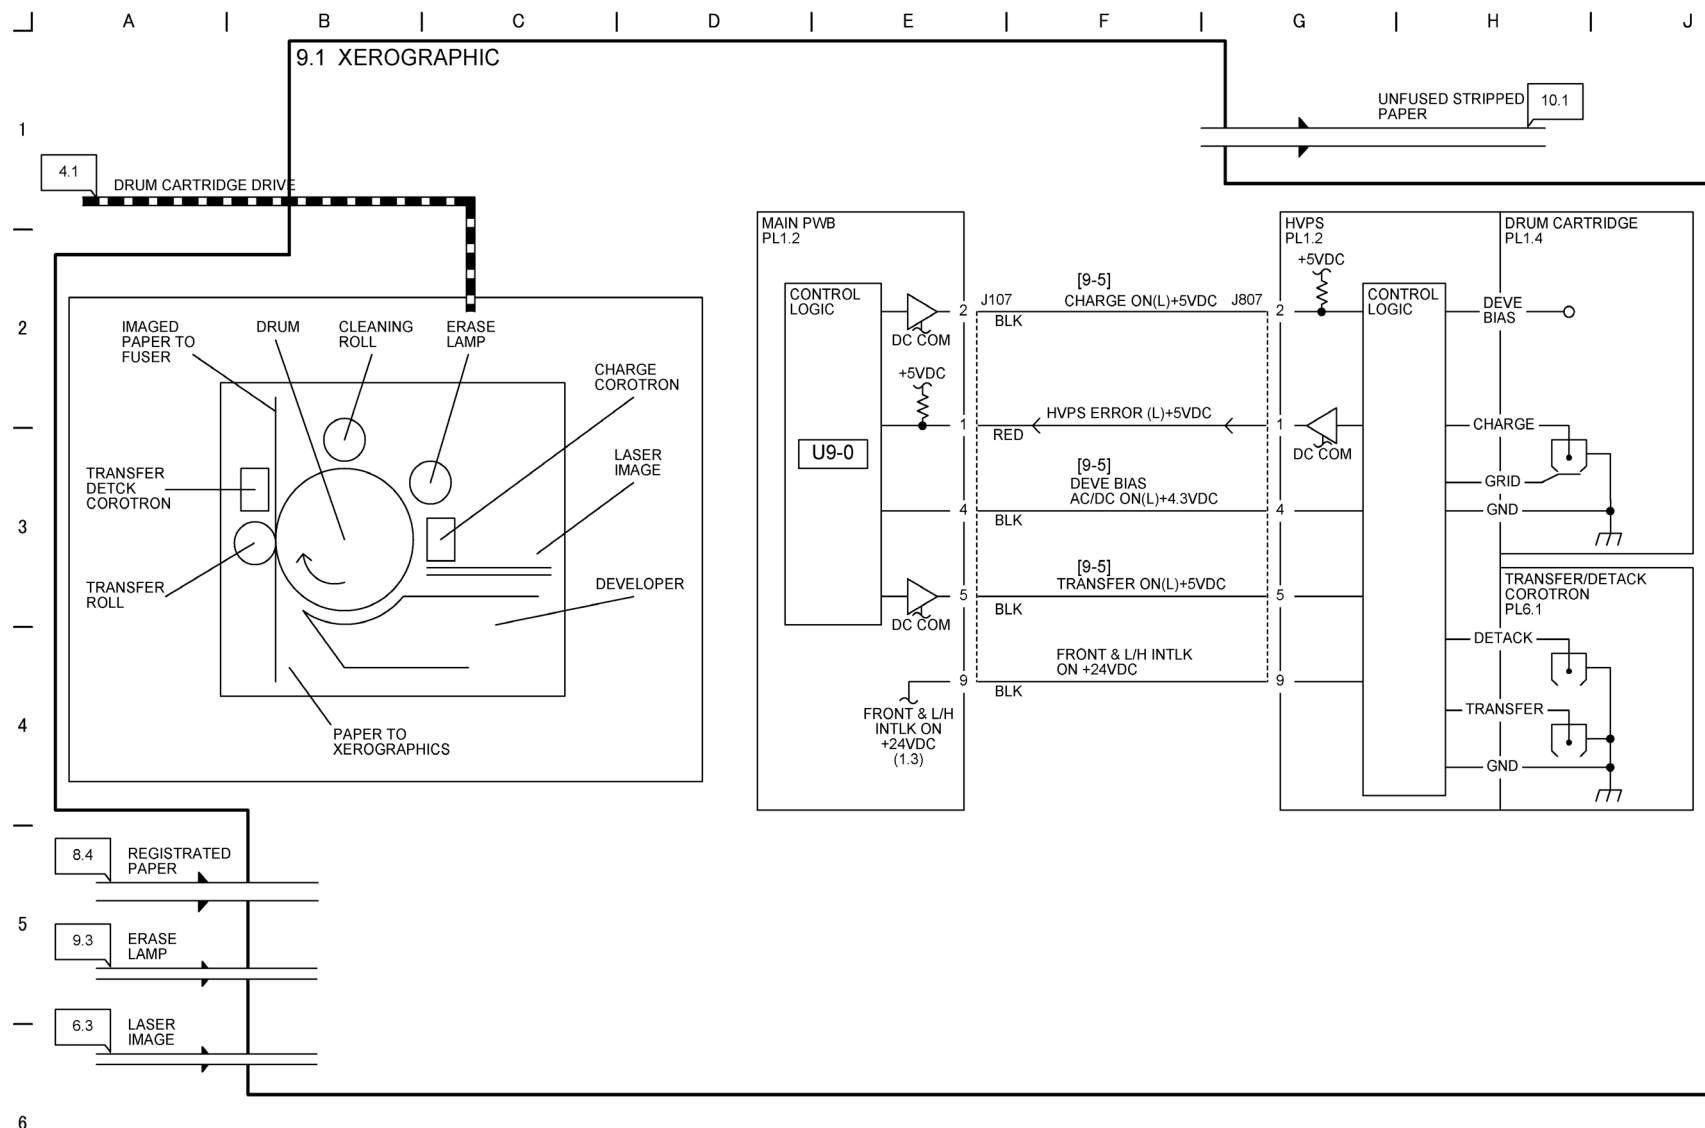 A B C D E F G H J
9.1 XEROGRAPHIC
1
UNFUSED STRIPPED
PAPER
10.1
4.1
DRUM CARTRIDGE DRIVE
2
IMAGED
PAPER TO
FUSER
DRUM
CLEANING
ROLL
ERASE
LAMP
CHARGE
COROTRON
LASER
IMAGE
TRANSFER
DETCK
COROTRON
3
TRANSFER
ROLL
DEVELOPER
PAPER TO
XEROGRAPHICS
4
MAIN PWB
PL1.2
CONTROL
LOGIC
U9-0
DC COM
+5VDC
DC COM
FRONT & L/H
INTLK ON
+24VDC
(1.3)
2
1
4
5
9
J107
[9-5]
CHARGE ON(L)+5VDC
J807
BLK
HVPS ERROR (L)+5VDC
RED
[9-5]
DEVE BIAS
AC/DC ON(L)+4.3VDC
BLK
[9-5]
TRANSFER ON(L)+5VDC
BLK
FRONT & L/H INTLK
ON +24VDC
BLK
HVPS
PL1.2
+5VDC
2
1
4
5
9
DC COM
CONTROL
LOGIC
DRUM CARTRIDGE
PL1.4
DEVE
BIAS
CHARGE
GRID
GND
TRANSFER/DETACK
COROTRON
PL6.1
DETACK
TRANSFER
GND
8.4
REGISTRATED
PAPER
5
9.3
ERASE
LAMP
6.3
LASER
IMAGE
6